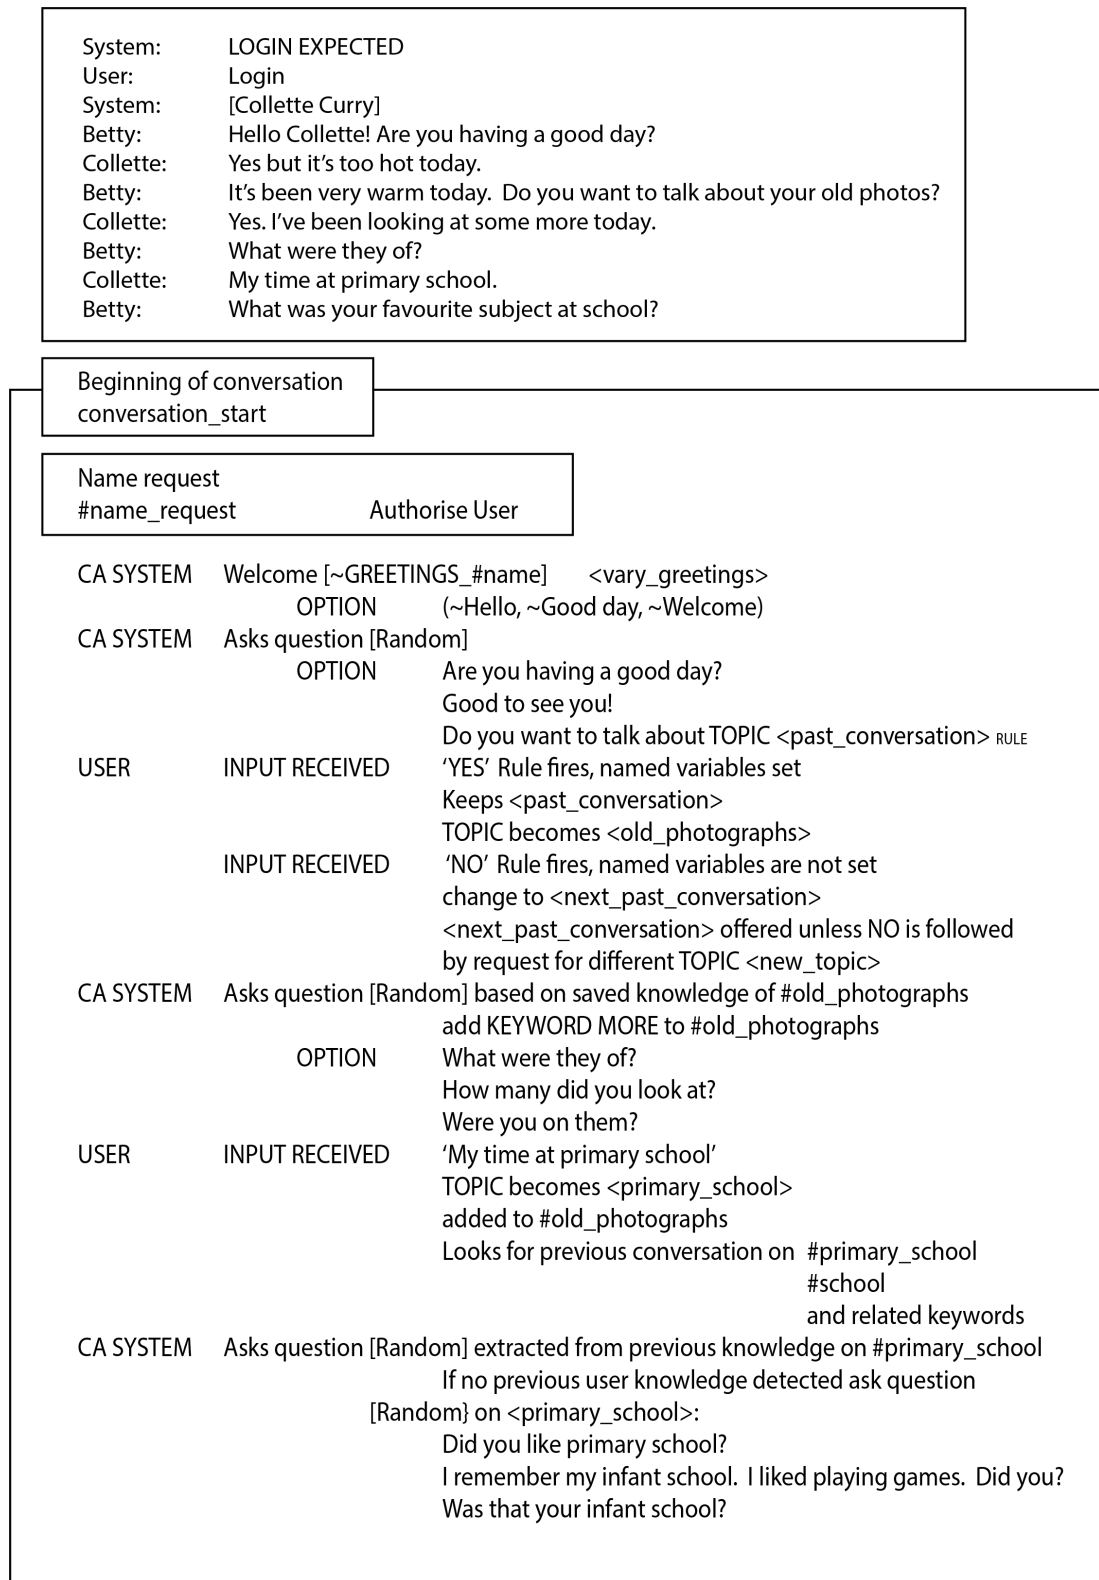 System: LOGIN EXPECTED
User: Login
System: [Collette Curry]
Betty: Hello Collette! Are you having a good day?
Collette: Yes but it's too hot today.
Betty: It's been very warm today.  Do you want to talk about your old photos?
Collette: Yes. I've been looking at some more today.
Betty: What were they of?
Collette: My time at primary school.
Betty: What was your favourite subject at school?
Beginning of conversation
conversation_start
Name request
#name_request Authorise User
CA SYSTEM Welcome [~GREETINGS_#name] <vary_greetings>
OPTION (~Hello, ~Good day, ~Welcome)
CA SYSTEM Asks question [Random]
OPTION Are you having a good day?
Good to see you!
Do you want to talk about TOPIC <past_conversation> RULE
USER INPUT RECEIVED ‘YES’ Rule fires, named variables set
Keeps <past_conversation>
TOPIC becomes <old_photographs>
INPUT RECEIVED ‘NO’ Rule fires, named variables are not set
change to <next_past_conversation>
<next_past_conversation> offered unless NO is followed
by request for different TOPIC <new_topic>
CA SYSTEM Asks question [Random] based on saved knowledge of #old_photographs
add KEYWORD MORE to #old_photographs
OPTION What were they of?
How many did you look at?
Were you on them?
USER INPUT RECEIVED ‘My time at primary school’
TOPIC becomes <primary_school>
added to #old_photographs
Looks for previous conversation on #primary_school
#school
and related keywords
CA SYSTEM Asks question [Random] extracted from previous knowledge on #primary_school
If no previous user knowledge detected ask question
[Random} on <primary_school>:
Did you like primary school?
I remember my infant school.  I liked playing games.  Did you?
Was that your infant school?